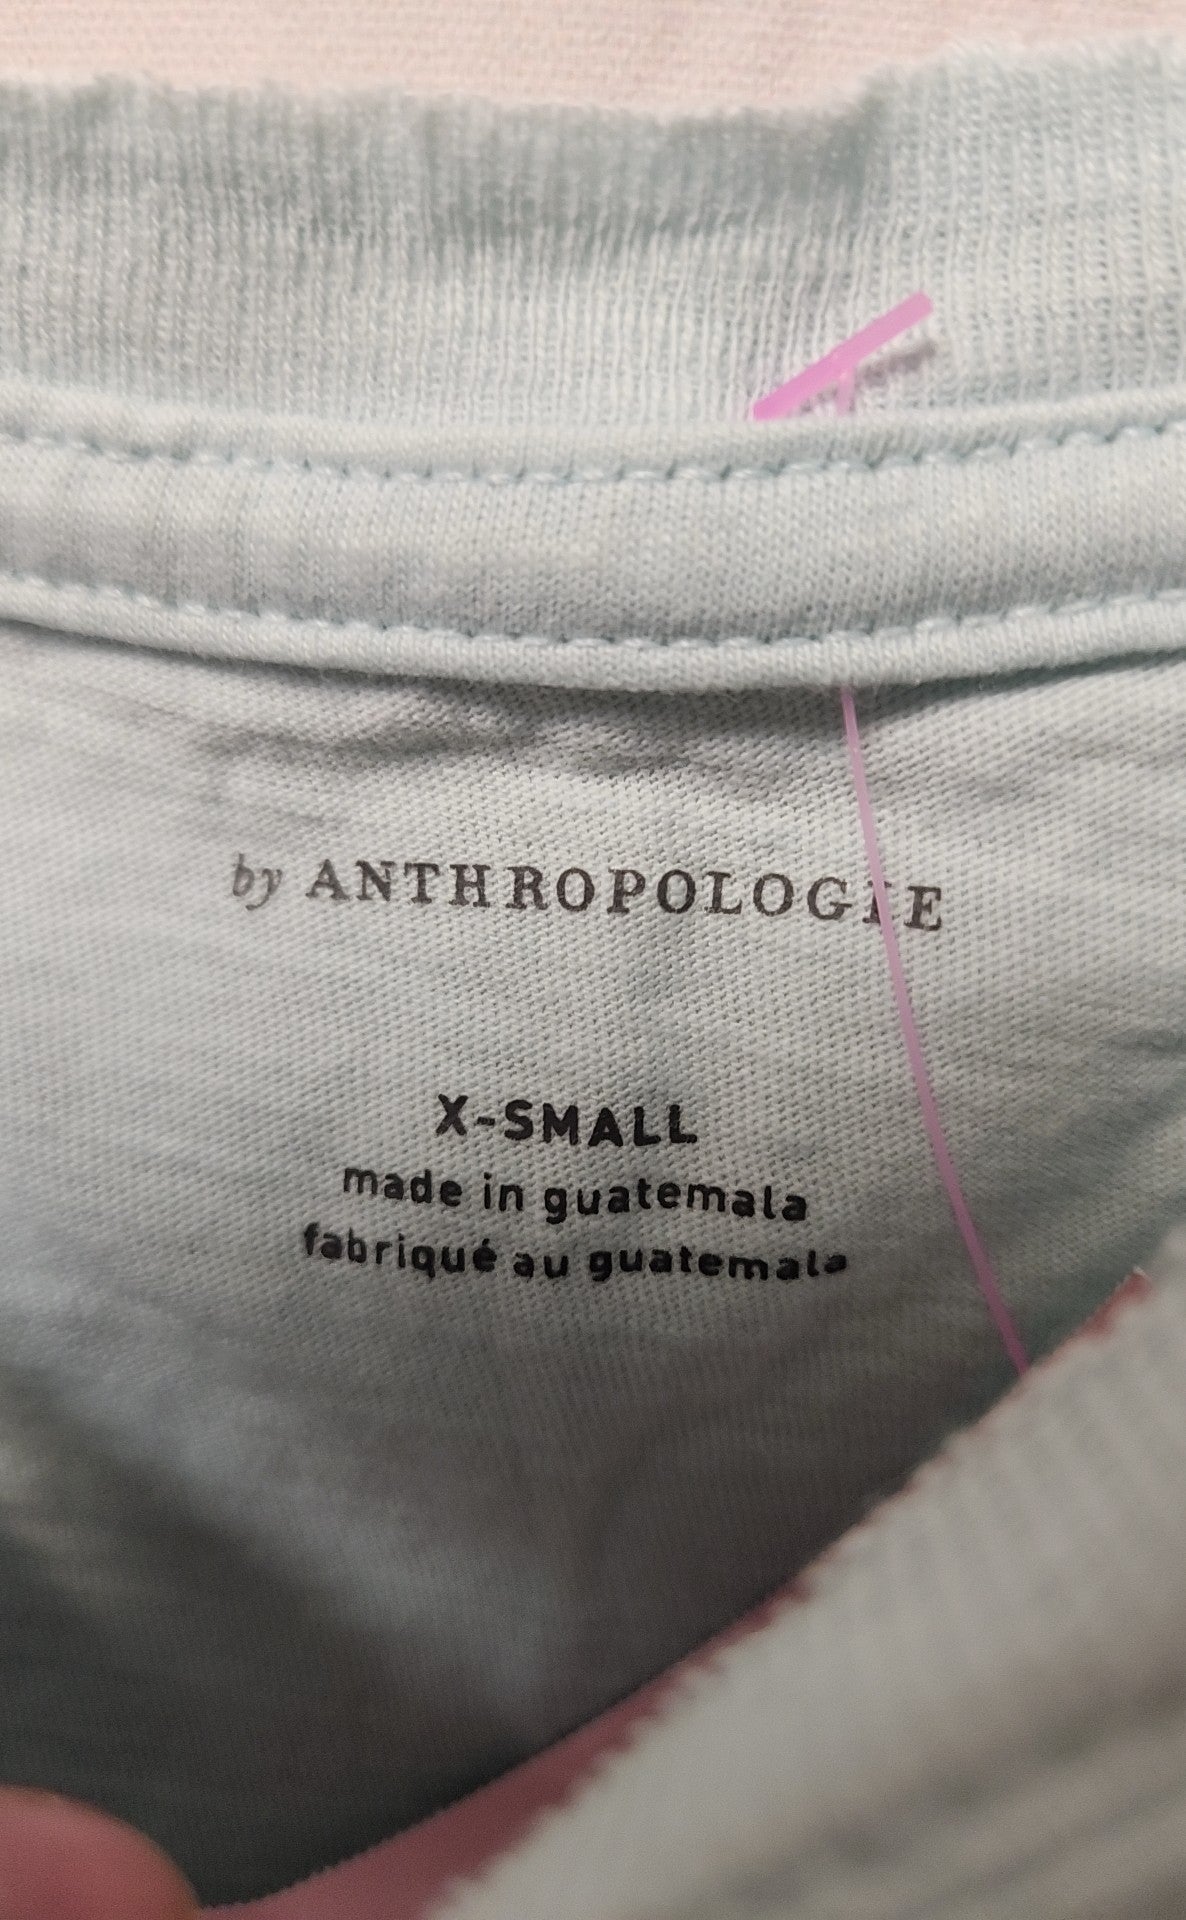 by ANTHROPOLOGIE
X-SMALL
made in guatemala
fabriqué au guatemala